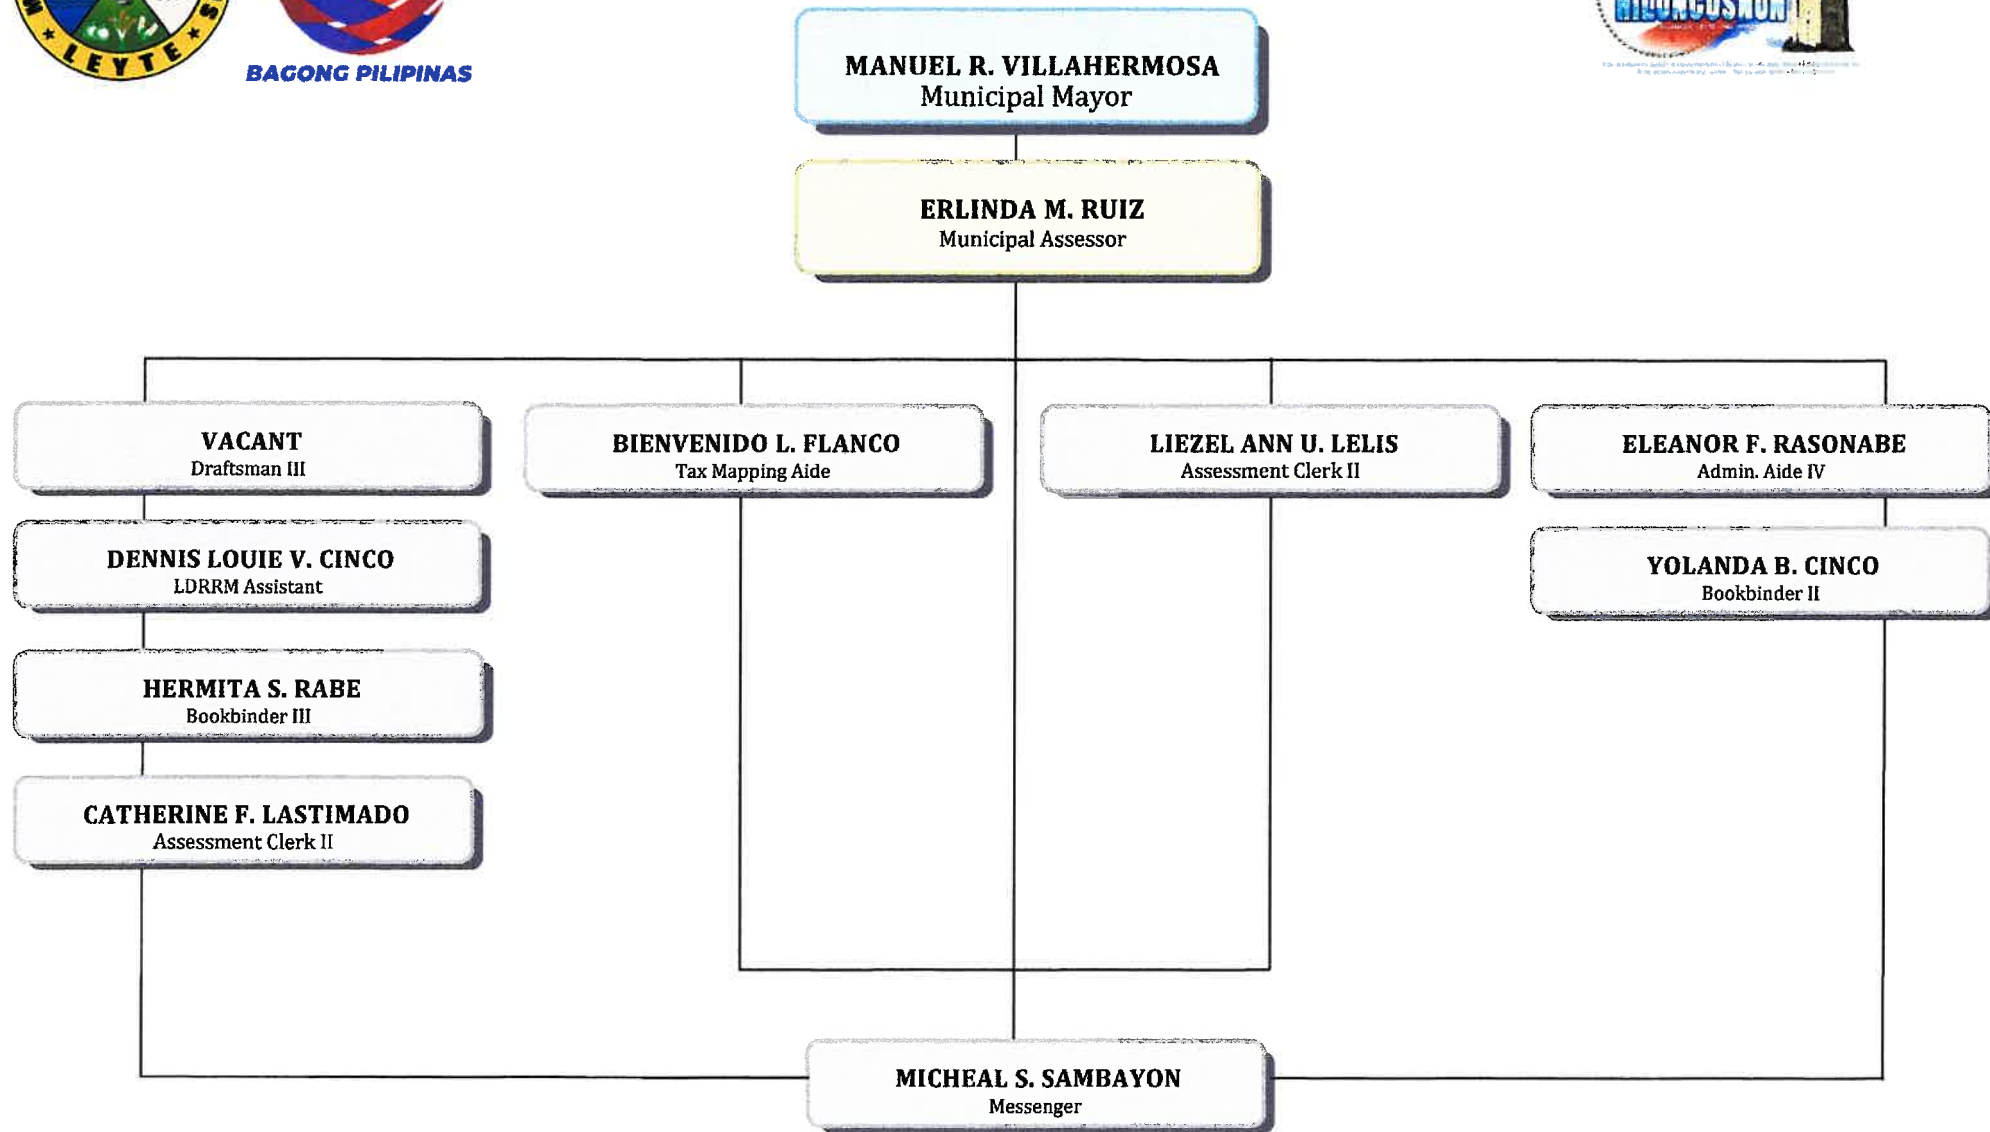 LEYTE
BAGONG PILIPINAS
HILONGOSNON
MANUEL R. VILLAHERMOSA
Municipal Mayor
ERLINDA M. RUIZ
Municipal Assessor
VACANT
Draftsman III
BIENVENIDO L. FLANCO
Tax Mapping Aide
LIEZEL ANN U. LELIS
Assessment Clerk II
ELEANOR F. RASONABE
Admin. Aide IV
DENNIS LOUIE V. CINCO
LDRRM Assistant
YOLANDA B. CINCO
Bookbinder II
HERMITA S. RABE
Bookbinder III
CATHERINE F. LASTIMADO
Assessment Clerk II
MICHEAL S. SAMBAYON
Messenger